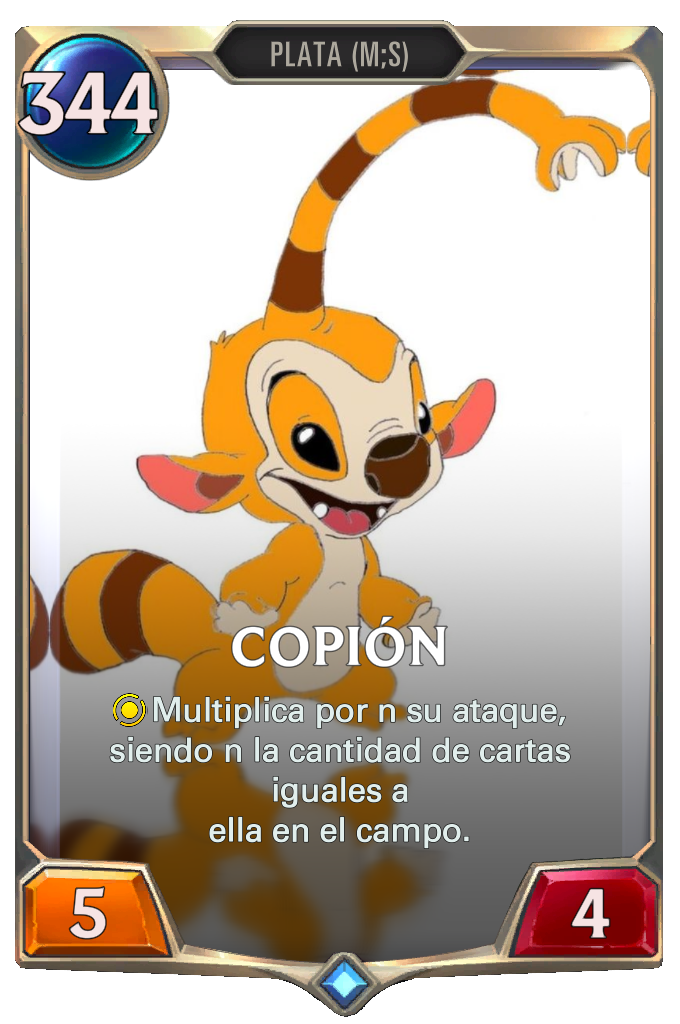 PLATA (M;S)
344
COPIÓN
Multiplica por n su ataque,
siendo n la cantidad de cartas
iguales a
ella en el campo.
5
4